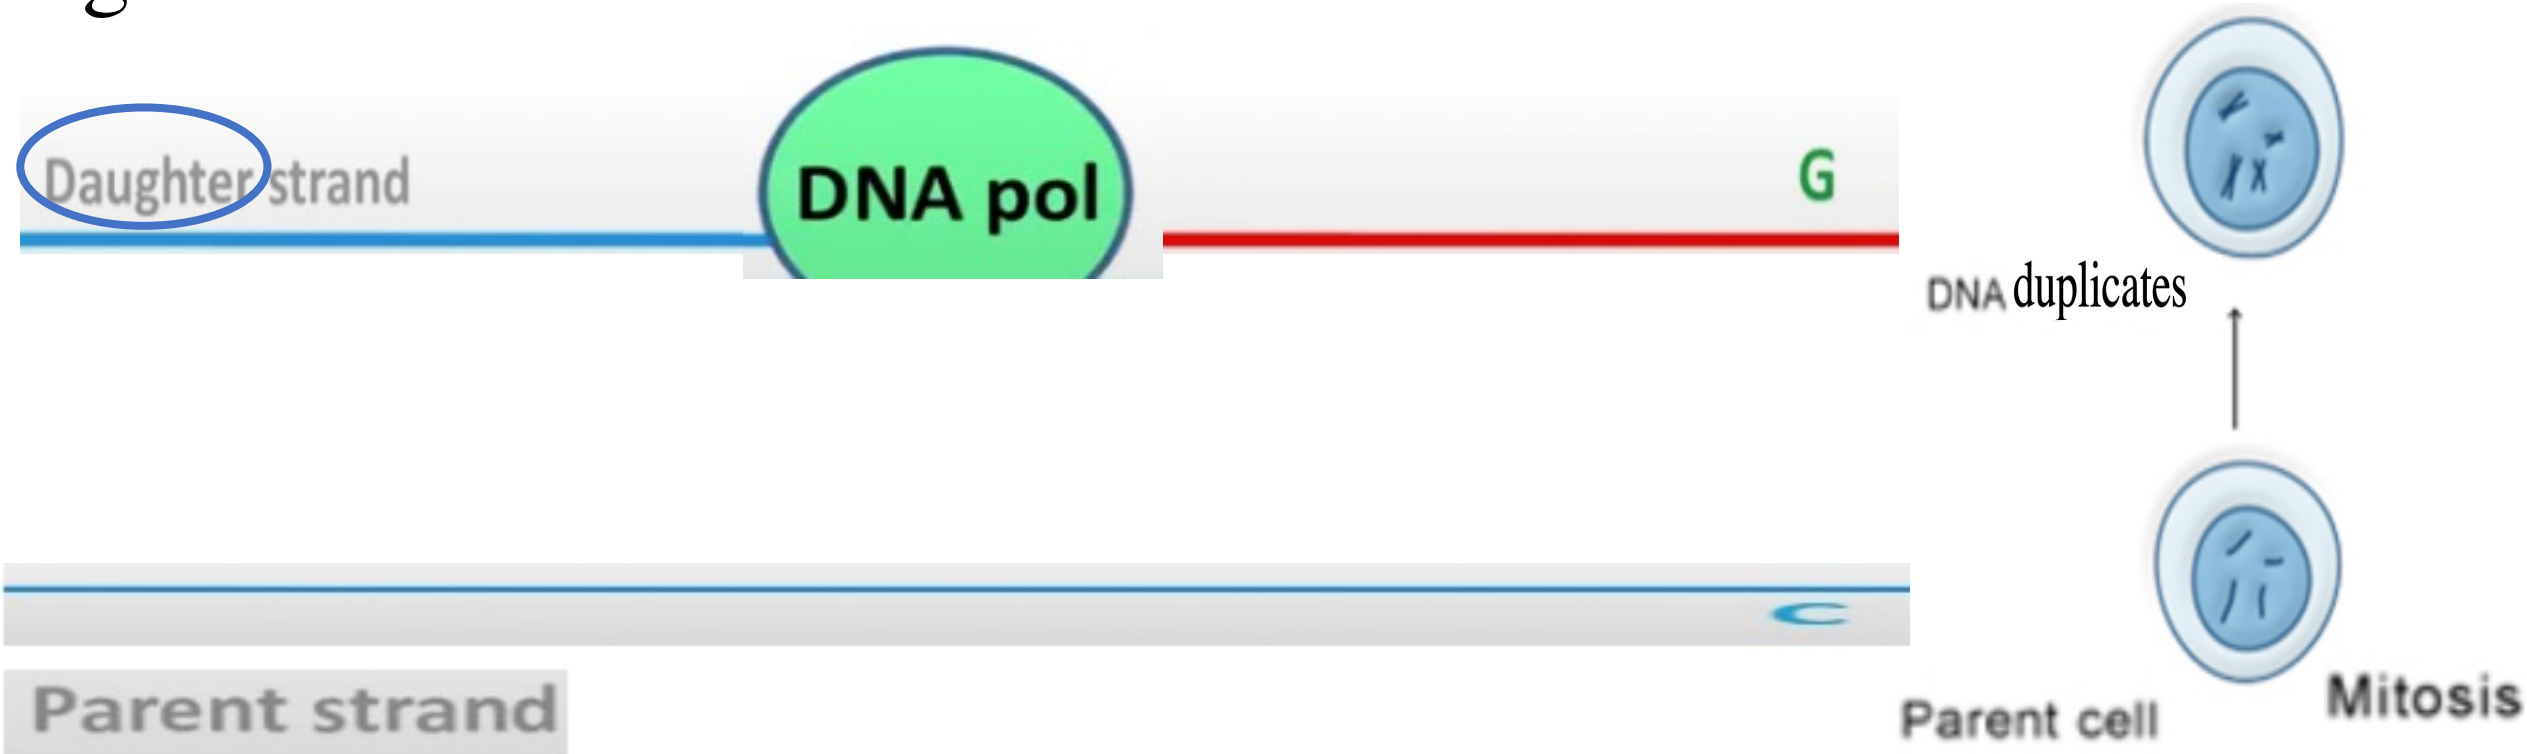 Daughter strand
DNA pol
G
DNA duplicates
C
Parent strand
Parent cell
Mitosis